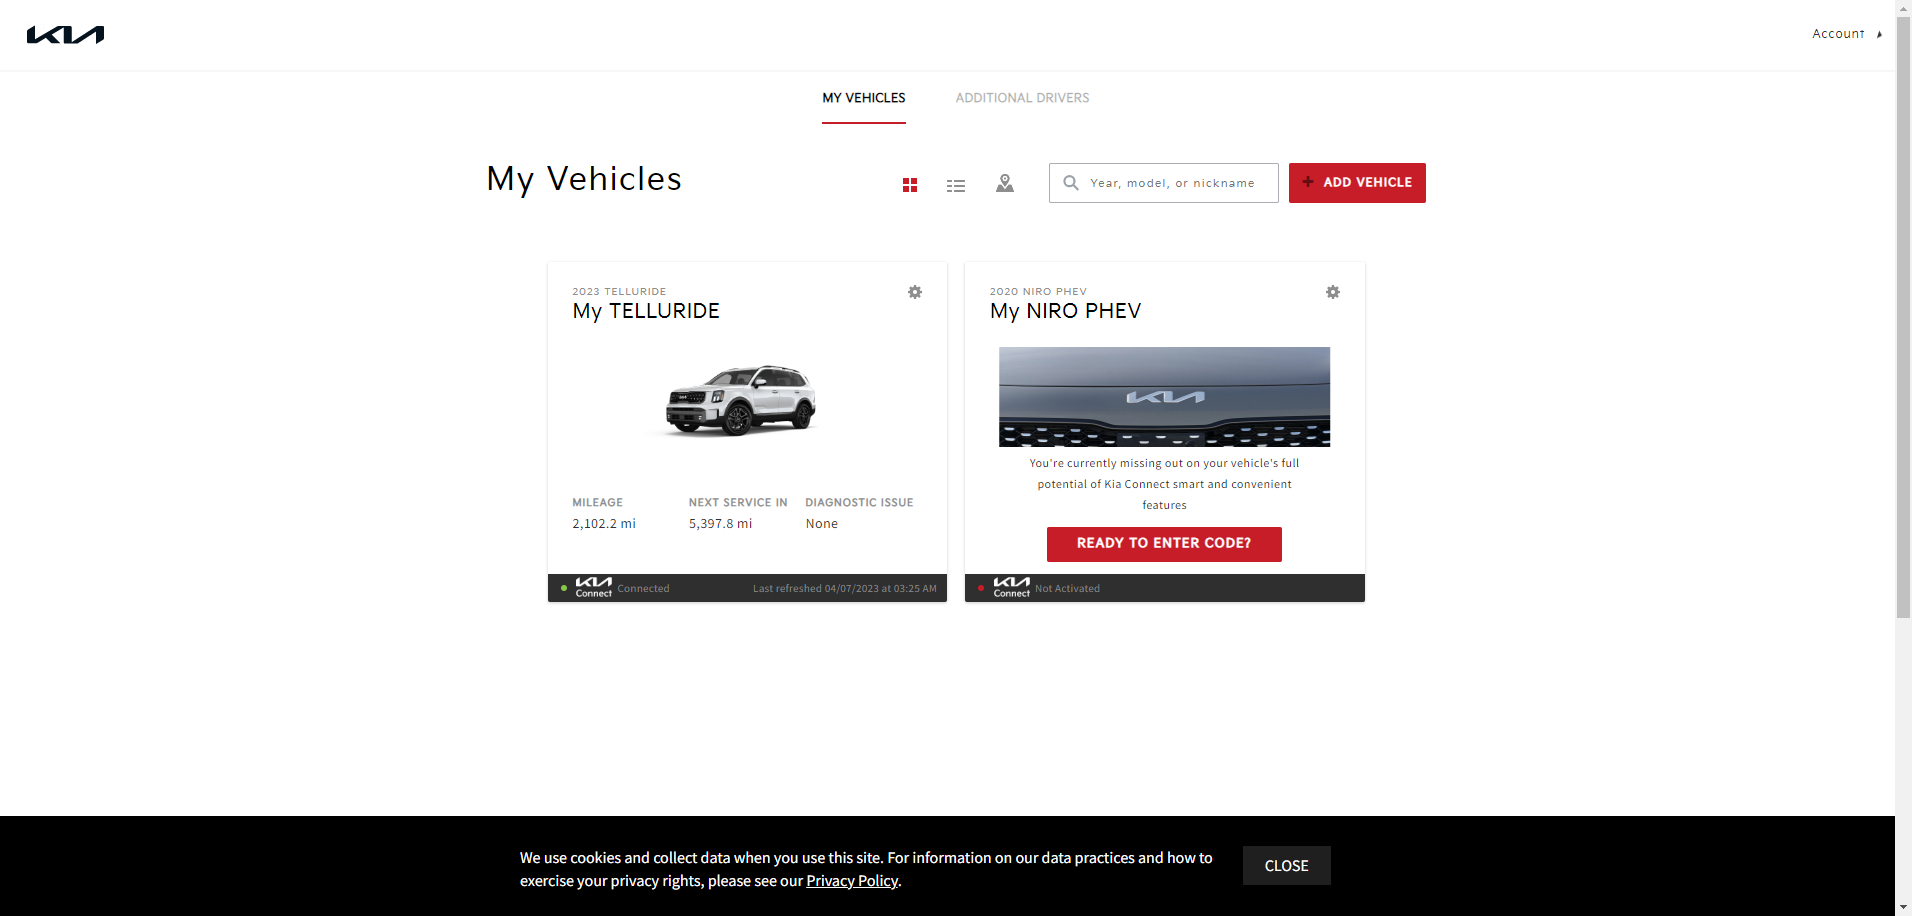 KIA
Account
MY VEHICLES
ADDITIONAL DRIVERS
My Vehicles
Year, model, or nickname
+ ADD VEHICLE
2023 TELLURIDE
My TELLURIDE
MILEAGE
NEXT SERVICE IN
DIAGNOSTIC ISSUE
2,102.2 mi
5,397.8 mi
None
KIA
Connect
Connected
Last refreshed 04/07/2023 at 03:25 AM
2020 NIRO PHEV
My NIRO PHEV
KIA
You're currently missing out on your vehicle's full
potential of Kia Connect smart and convenient
features
READY TO ENTER CODE?
KIA
Connect
Not Activated
We use cookies and collect data when you use this site. For information on our data practices and how to
exercise your privacy rights, please see our Privacy Policy.
CLOSE